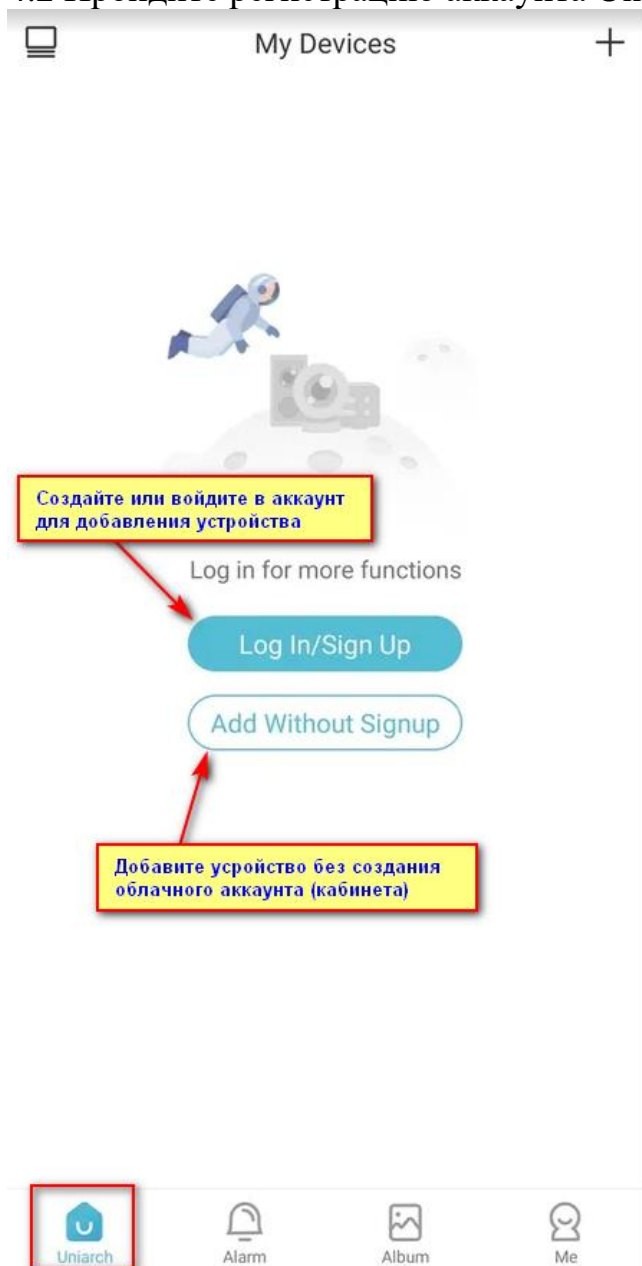 My Devices
Создайте или войдите в аккаунт
для добавления устройства
Log in for more functions
Log In/Sign Up
Add Without Signup
Добавите усройство без создания
облачного аккаунта (кабинета)
Uniarch
Alarm
Album
Me